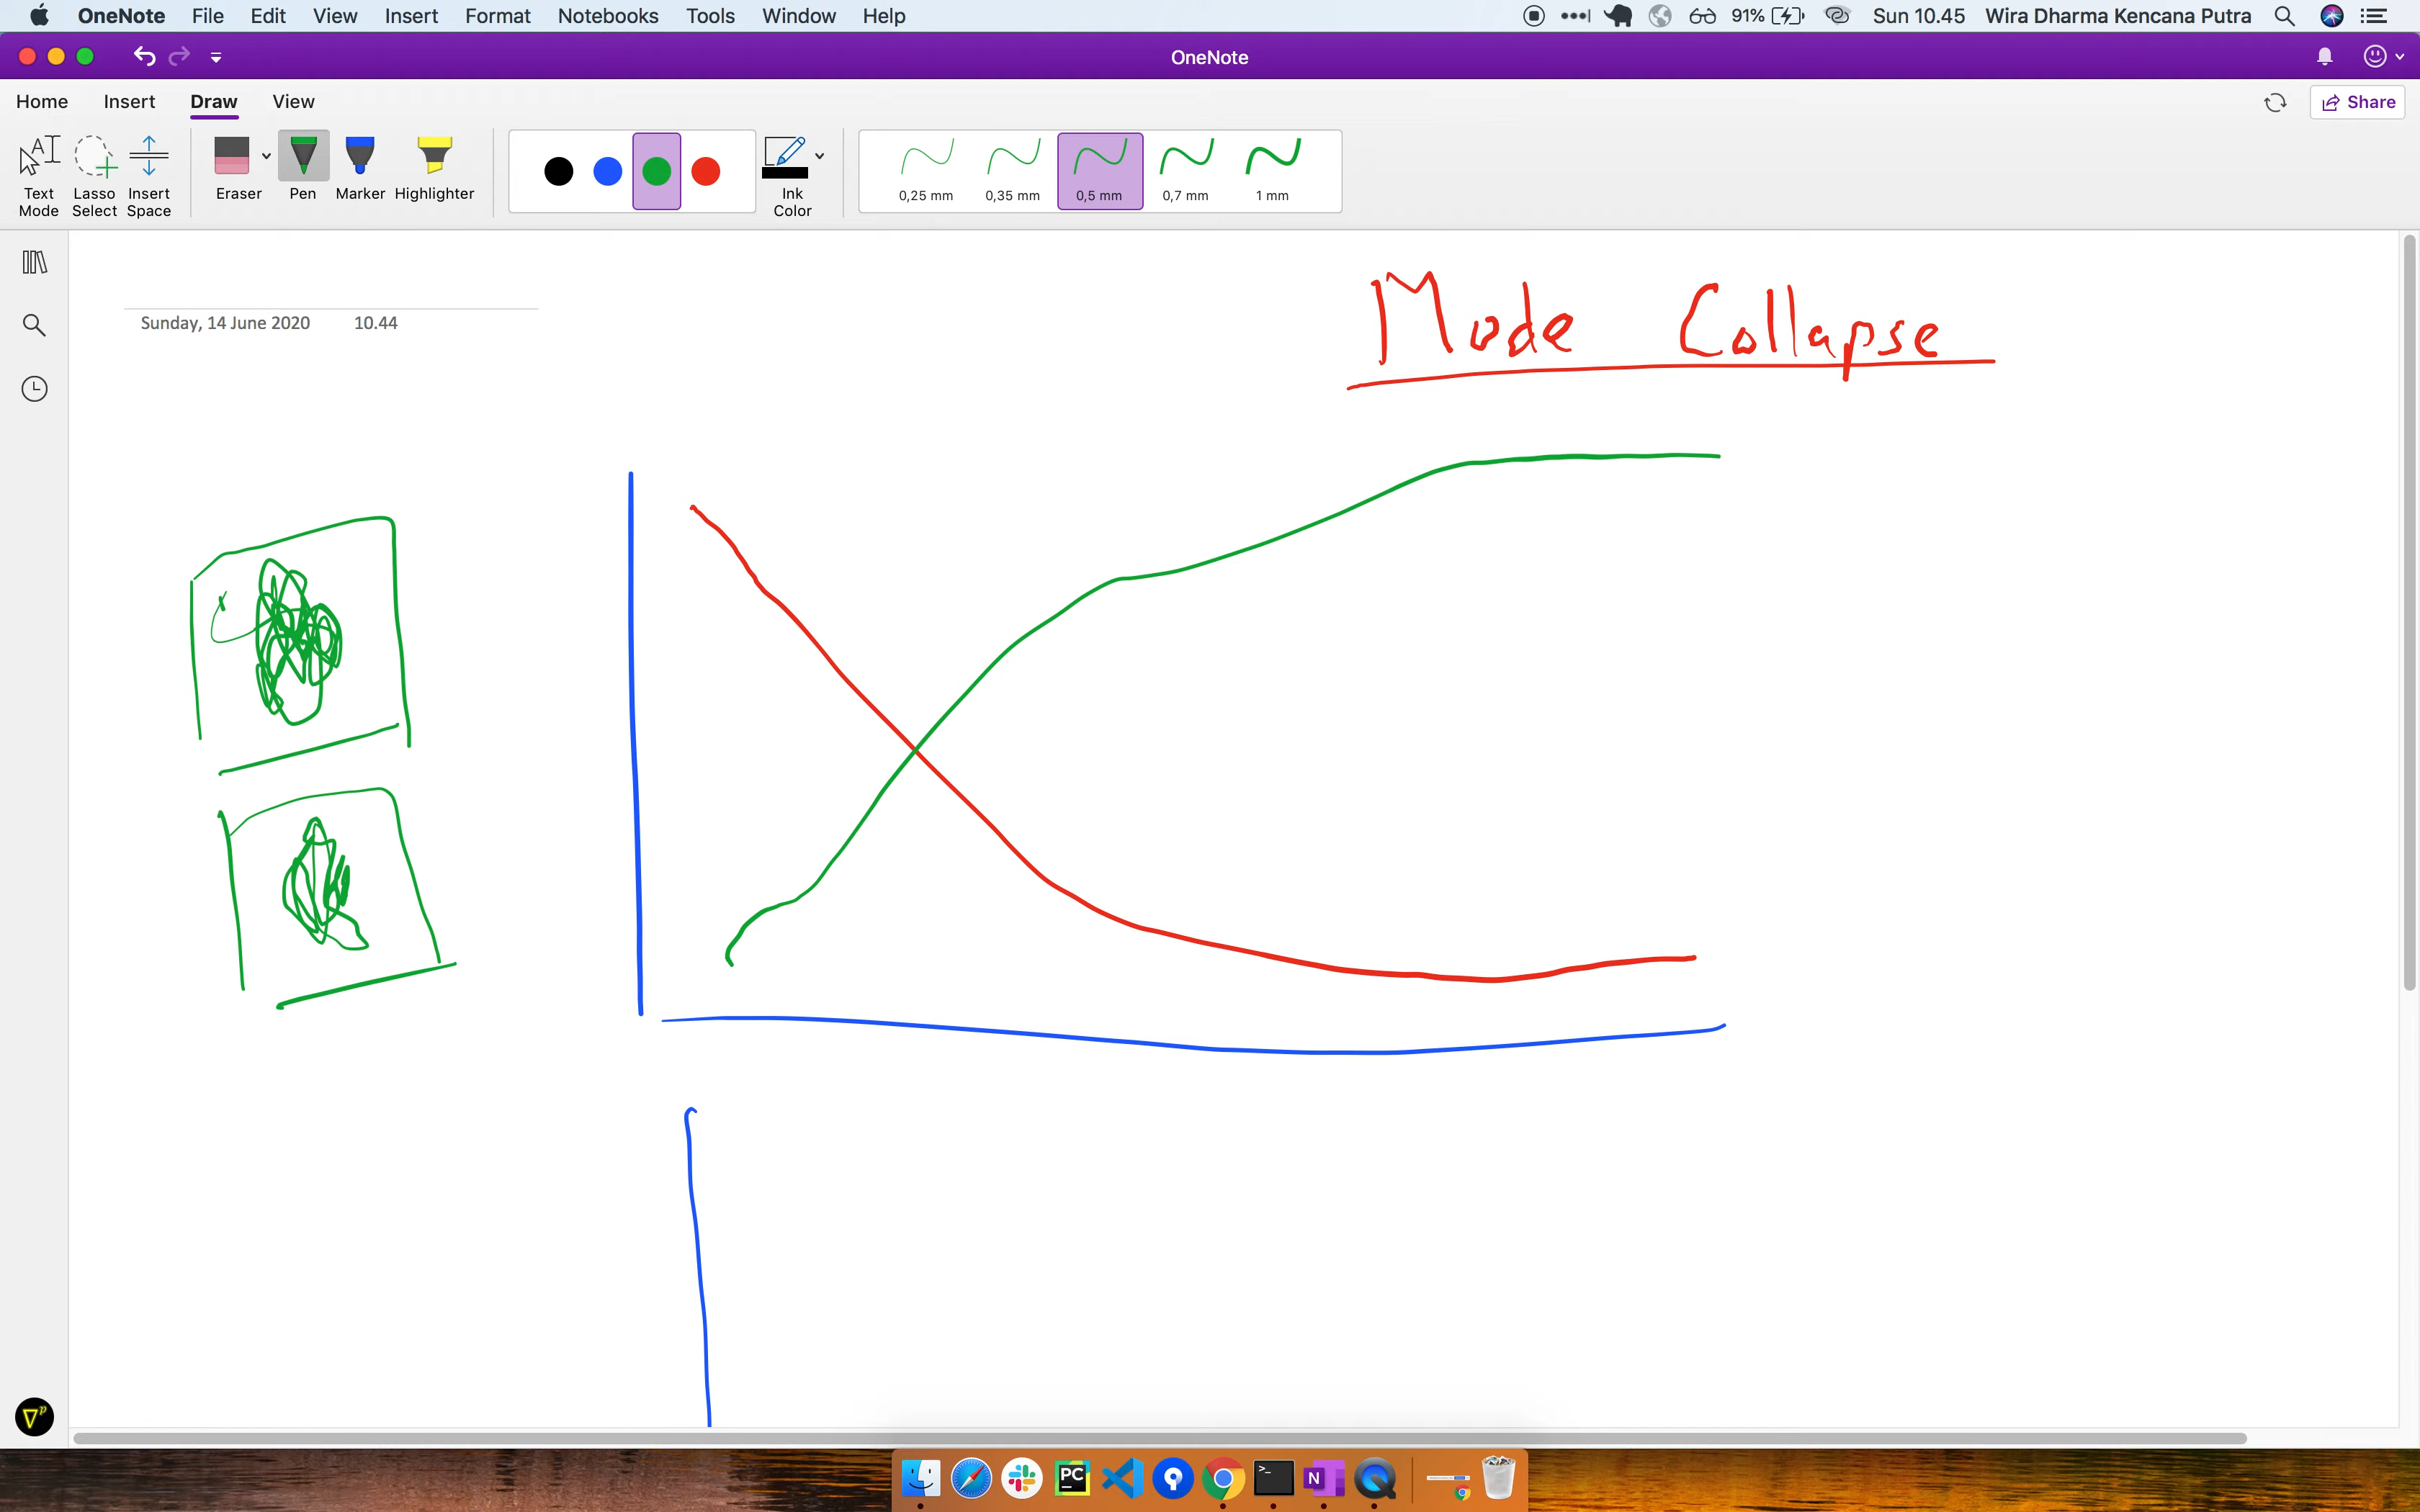 OneNote File Edit View Insert Format Notebooks Tools Window Help 91% Sun 10.45 Wira Dharma Kencana Putra
OneNote
Home Insert Draw View Share
Text Mode
Lasso Select
Insert Space
Eraser
Pen
Marker
Highlighter
Ink Color
0,25 mm
0,35 mm
0,5 mm
0,7 mm
1 mm
Mode Collapse
Sunday, 14 June 2020 10.44
∇p
PC
>_
N